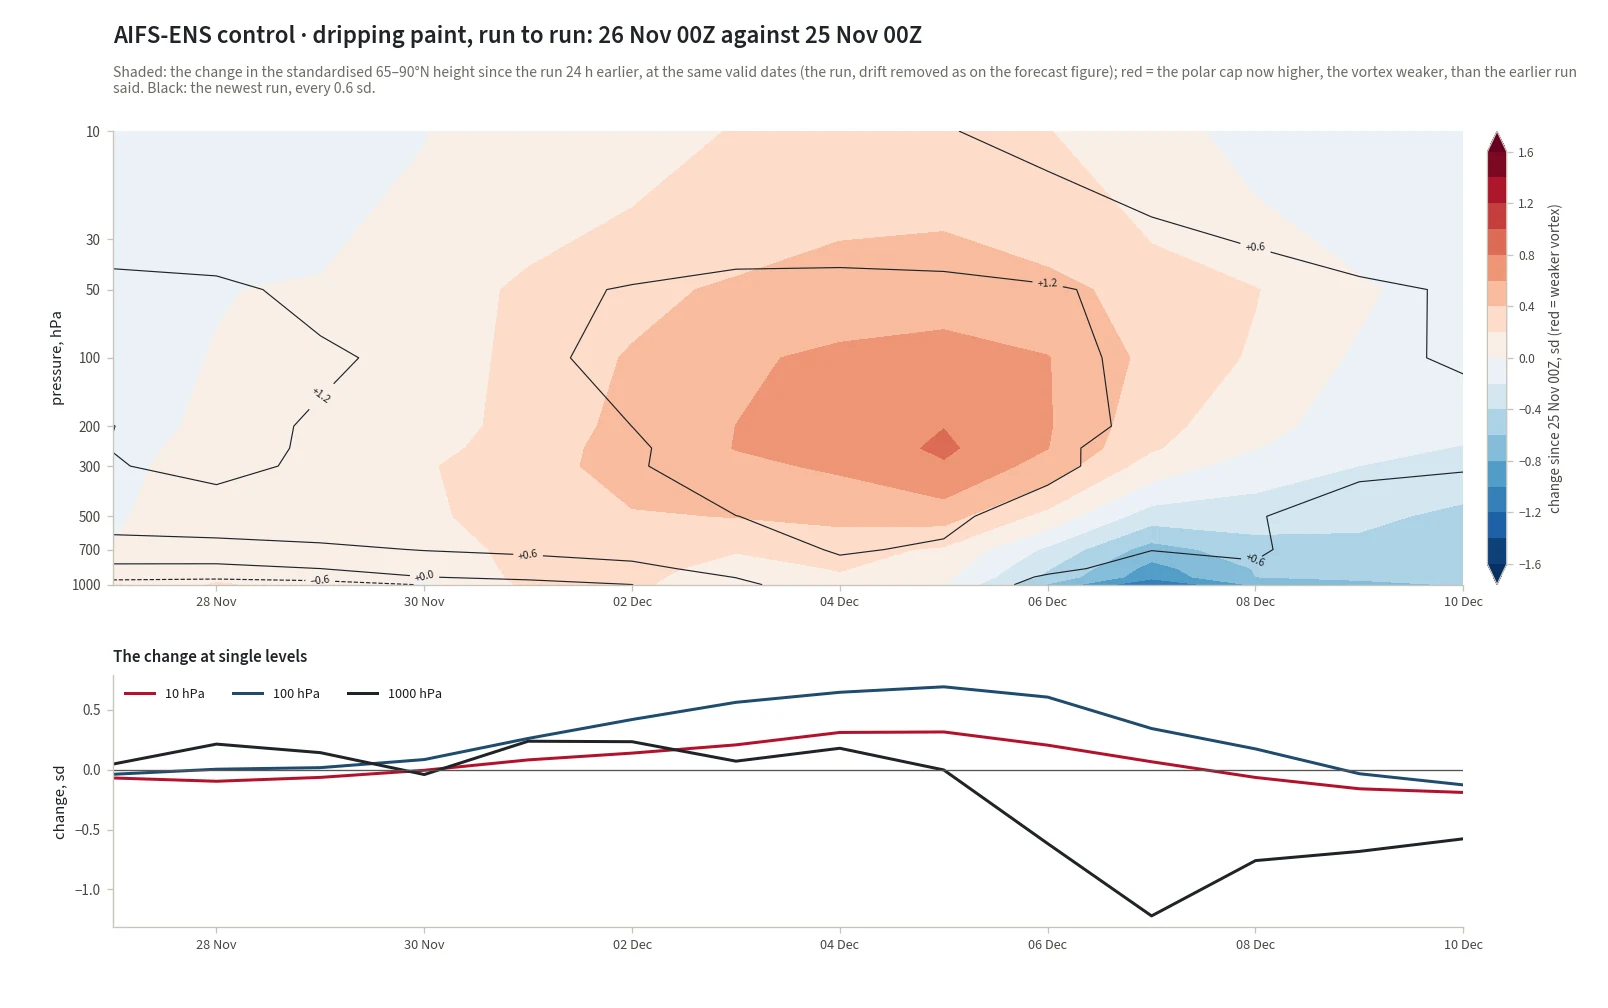 AIFS-ENS control · dripping paint, run to run: 26 Nov 00Z against 25 Nov 00Z
Shaded: the change in the standardised 65–90°N height since the run 24 h earlier, at the same valid dates (the run, drift removed as on the forecast figure); red = the polar cap now higher, the vortex weaker, than the earlier run
said. Black: the newest run, every 0.6 sd.
pressure, hPa
10
30
50
100
200
300
500
700
1000
+0.6
+1.2
+1.2
+0.6
+0.6
+0.0
−0.6
28 Nov
30 Nov
02 Dec
04 Dec
06 Dec
08 Dec
10 Dec
1.6
1.2
0.8
0.4
0.0
−0.4
−0.8
−1.2
−1.6
change since 25 Nov 00Z, sd (red = weaker vortex)
The change at single levels
10 hPa
100 hPa
1000 hPa
change, sd
0.5
0.0
−0.5
−1.0
28 Nov
30 Nov
02 Dec
04 Dec
06 Dec
08 Dec
10 Dec